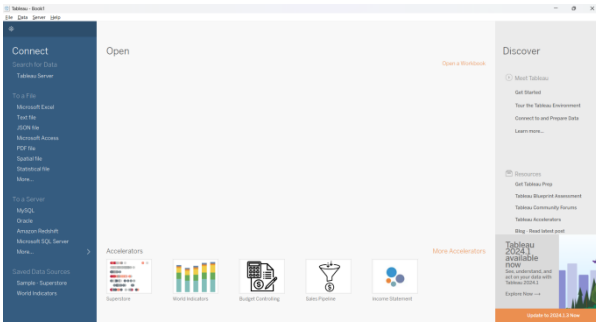 Tableau - Book1
File Data Server Help
Connect
Search for Data
Tableau Server
To a File
Microsoft Excel
Text file
JSON file
Microsoft Access
PDF file
Spatial file
Statistical file
More...
To a Server
MySQL
Oracle
Amazon Redshift
Microsoft SQL Server
More...
Saved Data Sources
Sample - Superstore
World Indicators
Open
Open a Workbook
Accelerators
More Accelerators
Superstore
World Indicators
Budget Controlling
Sales Pipeline
Income Statement
Discover
Meet Tableau
Get Started
Tour the Tableau Environment
Connect to and Prepare Data
Learn more...
Resources
Get Tableau Prep
Tableau Blueprint Assessment
Tableau Community Forums
Tableau Accelerators
Blog - Read latest post
Tableau
2024.1
available
now
See, understand, and
act on your data with
Tableau 2024.1
Explore Now
Update to 2024.1.3 Now